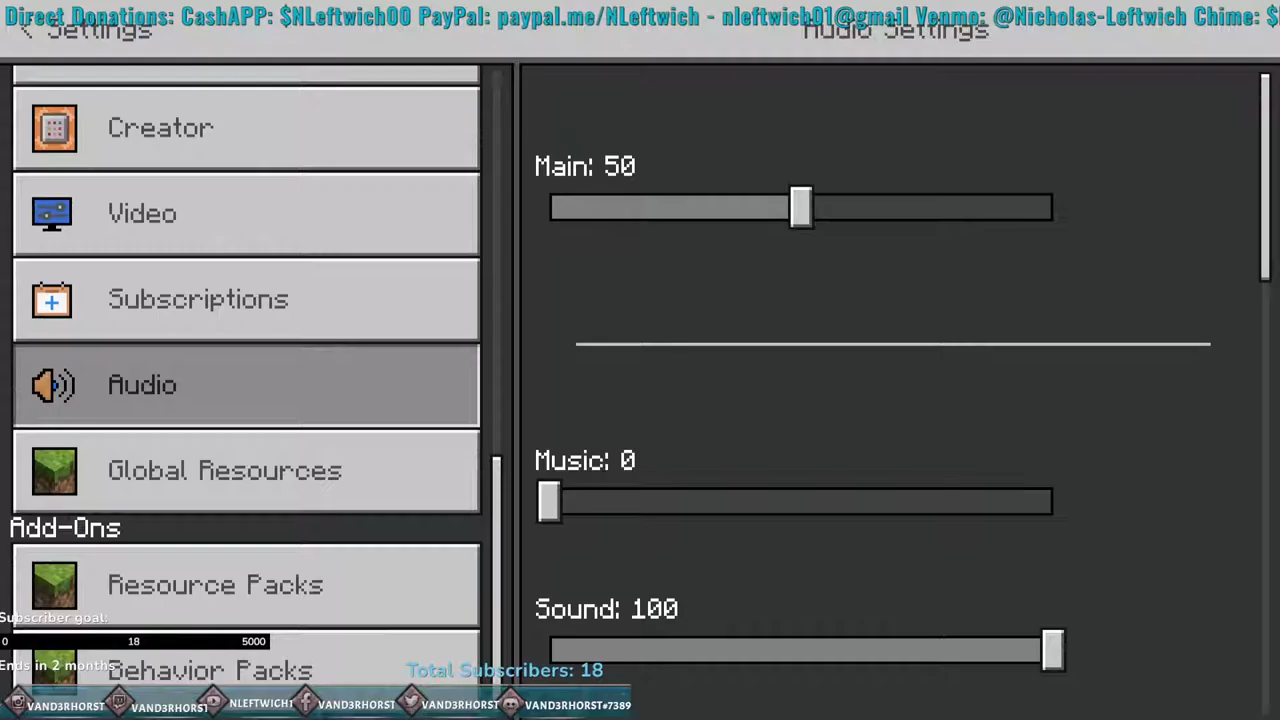 Direct Donations: CashAPP: $NLeftwich00 PayPal: paypal.me/NLeftwich - nleftwich01@gmail Venmo: @Nicholas-Leftwich Chime: $
< Settings
Audio Settings
Creator
Video
Subscriptions
Audio
Global Resources
Add-Ons
Resource Packs
Behavior Packs
Main: 50
Music: 0
Sound: 100
Subscriber goal:
0 18 5000
Ends in 2 months
Total Subscribers: 18
VAND3RHORST VAND3RHORST NLEFTWICH1 VAND3RHORST VAND3RHORST VAND3RHORST#7389